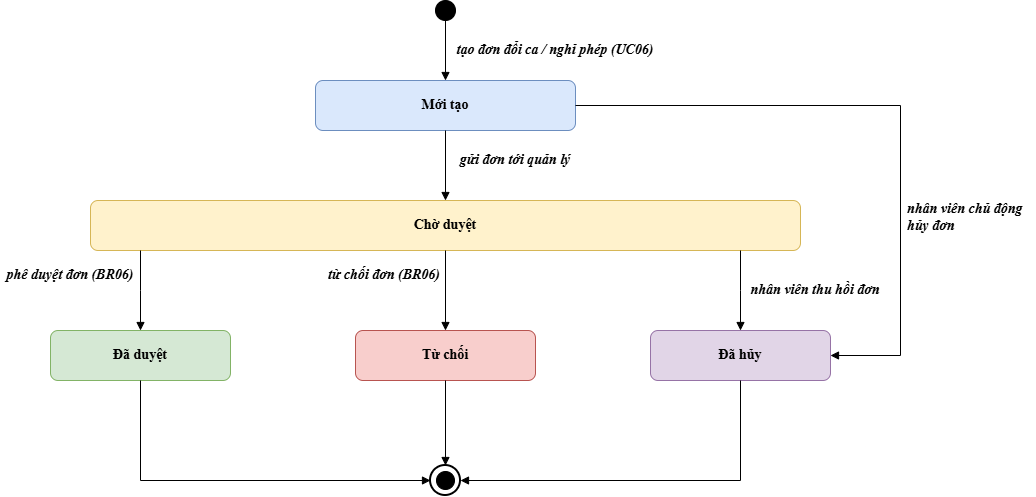 tạo đơn đổi ca / nghĩ phép (UC06)
Mới tạo
gửi đơn tới quản lý
nhân viên chủ động
hủy đơn
Chờ duyệt
phê duyệt đơn (BR06)
từ chối đơn (BR06)
nhân viên thu hồi đơn
Đã duyệt
Từ chối
Đã hủy